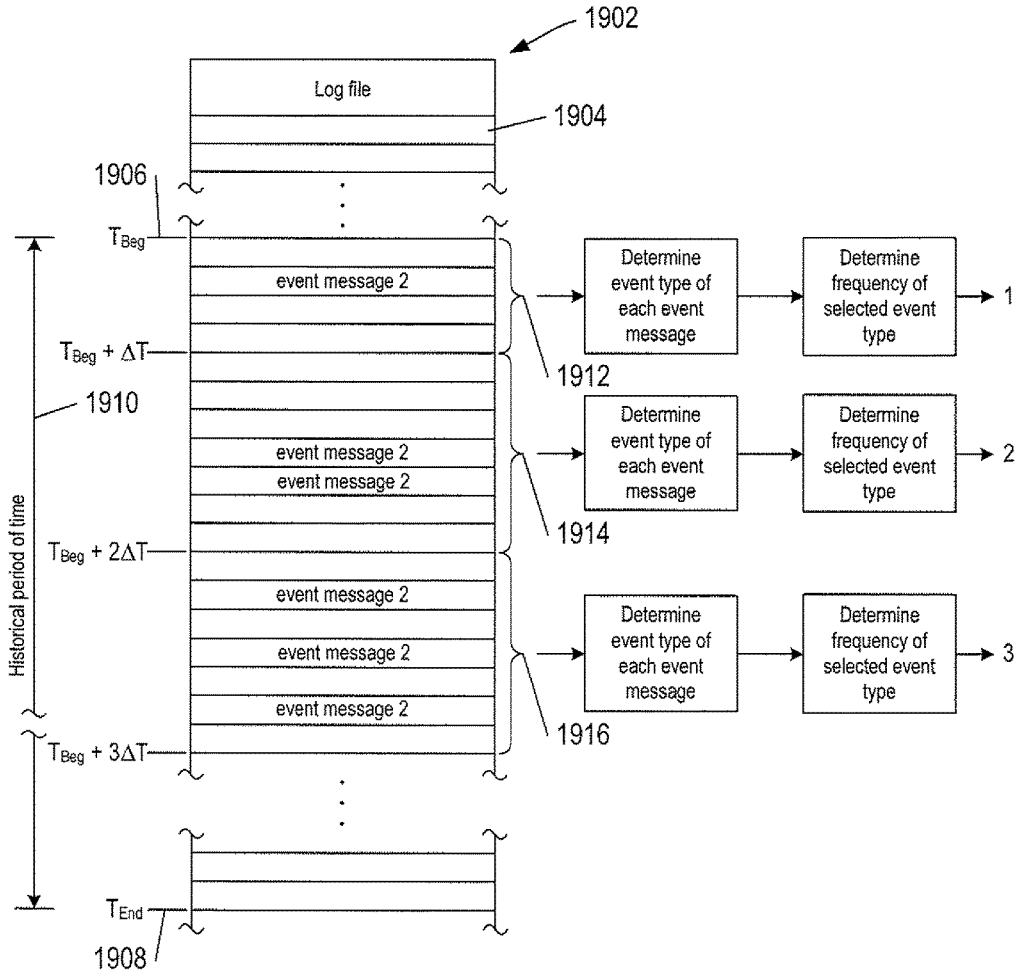 1902
Log file
1904
1906
T_Beg
event message 2
Determine
event type of
each event
message
Determine
frequency of
selected event
type
1
T_Beg + ΔT
1912
1910
event message 2
event message 2
Determine
event type of
each event
message
Determine
frequency of
selected event
type
2
1914
Historical period of time
T_Beg + 2ΔT
event message 2
event message 2
event message 2
Determine
event type of
each event
message
Determine
frequency of
selected event
type
3
1916
T_Beg + 3ΔT
T_End
1908